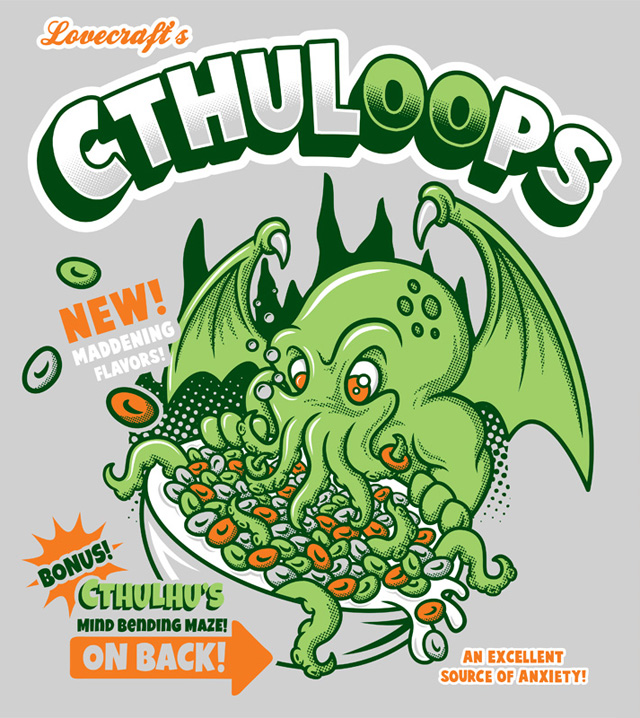 Lovecraft's
CTHULOOPS
NEW!
MADDENING
FLAVORS!
BONUS!
CTHULHU'S
MIND BENDING MAZE!
ON BACK!
AN EXCELLENT
SOURCE OF ANXIETY!